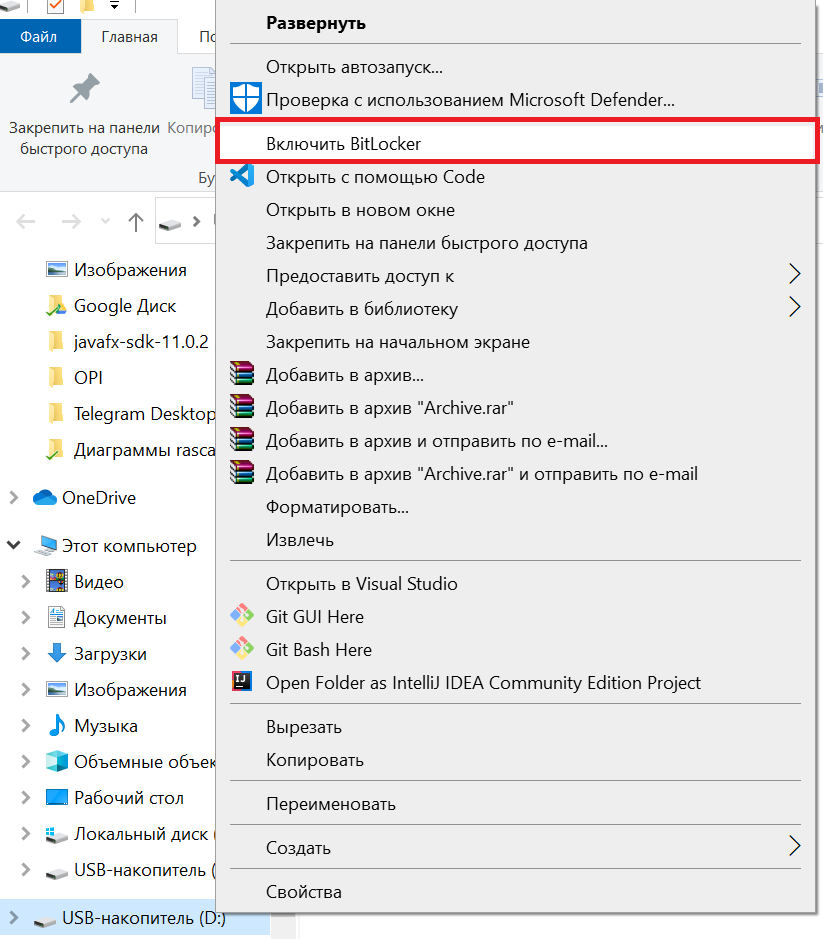 Файл
Главная
Закрепить на панели
быстрого доступа
Изображения
Google Диск
javafx-sdk-11.0.2
OPI
Telegram Desktop
Диаграммы
OneDrive
Этот компьютер
Видео
Документы
Загрузки
Изображения
Музыка
Объемные
Рабочий стол
Локальный диск
USB-накопитель (
USB-накопитель (D:)
Развернуть
Открыть автозапуск...
Проверка с использованием Microsoft Defender...
Включить BitLocker
Открыть с помощью Code
Открыть в новом окне
Закрепить на панели быстрого доступа
Предоставить доступ к
Добавить в библиотеку
Закрепить на начальном экране
Добавить в архив...
Добавить в архив "Archive.rar"
Добавить в архив и отправить по e-mail...
Добавить в архив "Archive.rar" и отправить по e-mail
Форматировать...
Извлечь
Открыть в Visual Studio
Git GUI Here
Git Bash Here
Open Folder as IntelliJ IDEA Community Edition Project
Вырезать
Копировать
Переименовать
Создать
Свойства